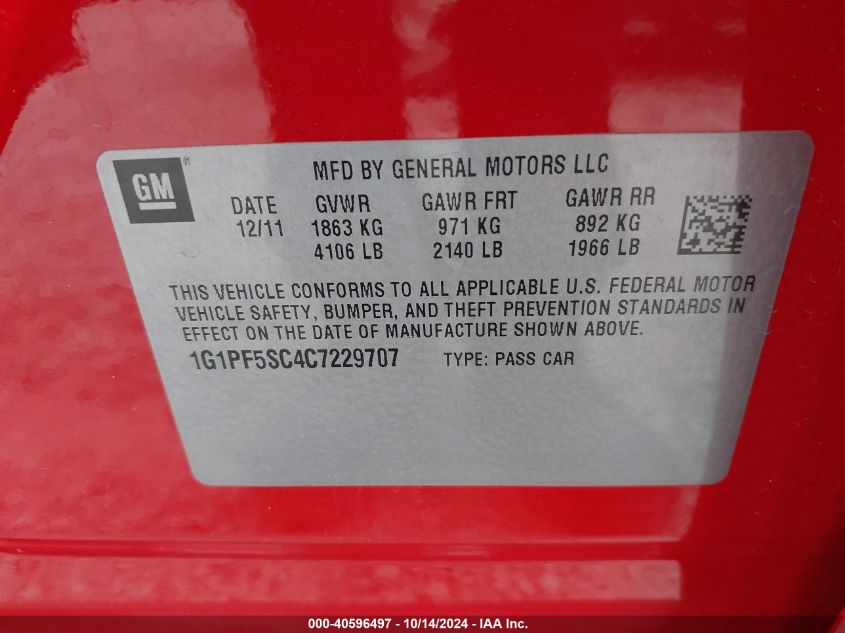 GM®
MFD BY GENERAL MOTORS LLC
DATE GVWR GAWR FRT GAWR RR
12/11 1863 KG 971 KG 892 KG
4106 LB 2140 LB 1966 LB
THIS VEHICLE CONFORMS TO ALL APPLICABLE U.S. FEDERAL MOTOR
VEHICLE SAFETY, BUMPER, AND THEFT PREVENTION STANDARDS IN
EFFECT ON THE DATE OF MANUFACTURE SHOWN ABOVE.
1G1PF5SC4C7229707 TYPE: PASS CAR
000-40596497 - 10/14/2024 - IAA Inc.